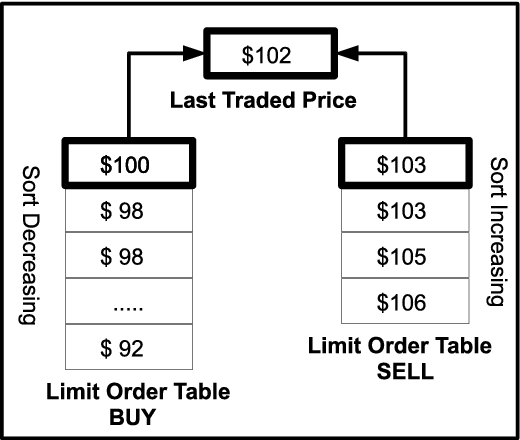 $102
Last Traded Price
Sort Decreasing
$100
$ 98
$ 98
.....
$ 92
Limit Order Table
BUY
$103
$103
$105
$106
Sort Increasing
Limit Order Table
SELL